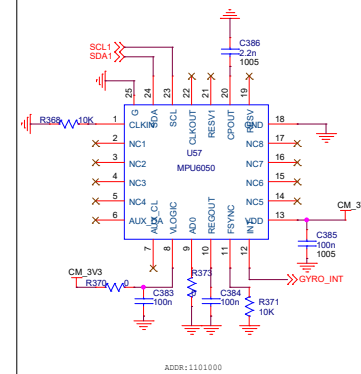 C386
2.2n
1005
SCL1
SDA1
25 24 23 22 21 20 19
G SDA SCL CLKOUT RESV1 CPOUT RESV
R368 10K
1 CLKIN GND 18
U57
MPU6050
2 NC1 NC8 17
3 NC2 NC7 16
4 NC3 NC6 15
5 NC4 NC5 14
6 AUX_DA VDD 13
CM_3
AUX_CL VLOGIC AD0 REGOUT FSYNC INT
7 8 9 10 11 12
C385
100n
1005
CM_3V3
R370 0
R373
0
GYRO_INT
C383
100n
C384
100n
R371
10K
ADDR:1101000